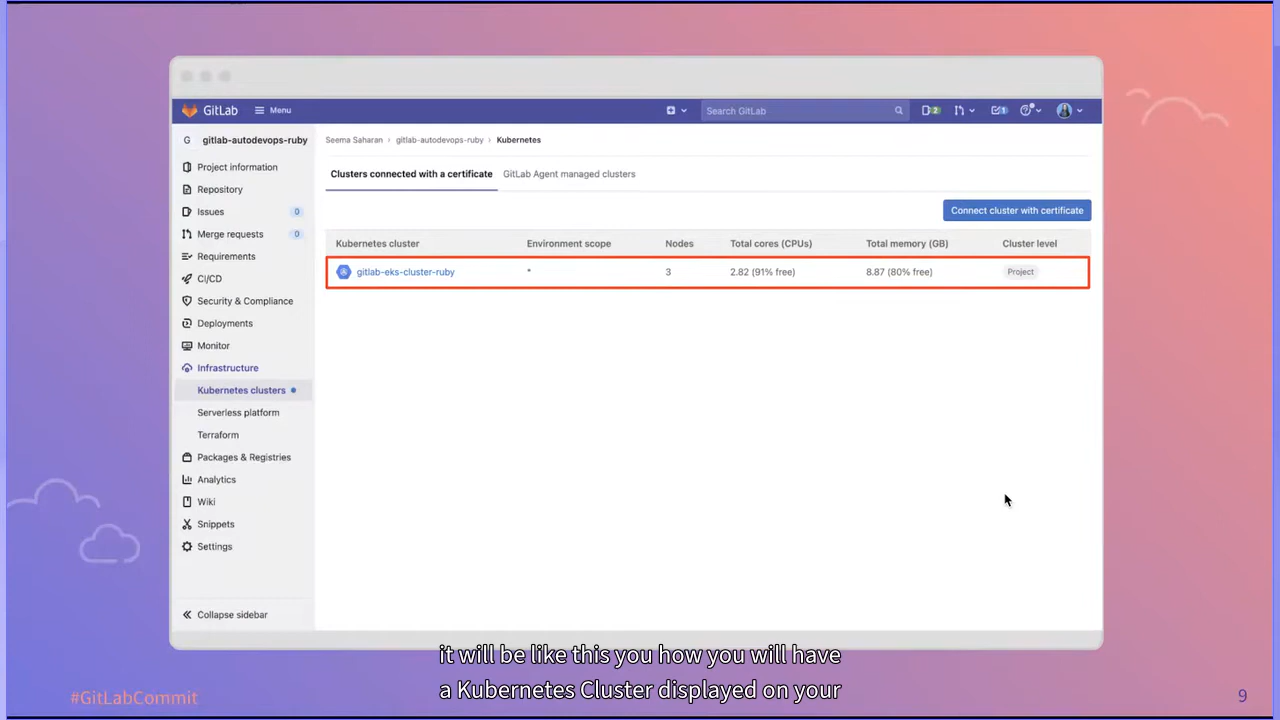 GitLab Menu Search GitLab 2 1
G gitlab-autodevops-ruby
Seema Saharan › gitlab-autodevops-ruby › Kubernetes
Project information
Repository
Issues 0
Merge requests 0
Requirements
CI/CD
Security & Compliance
Deployments
Monitor
Infrastructure
Kubernetes clusters
Serverless platform
Terraform
Packages & Registries
Analytics
Wiki
Snippets
Settings
Collapse sidebar
Clusters connected with a certificate GitLab Agent managed clusters
Connect cluster with certificate
Kubernetes cluster Environment scope Nodes Total cores (CPUs) Total memory (GB) Cluster level
gitlab-eks-cluster-ruby * 3 2.82 (91% free) 8.87 (80% free) Project
it will be like this you how you will have
a Kubernetes Cluster displayed on your
#GitLabCommit
9